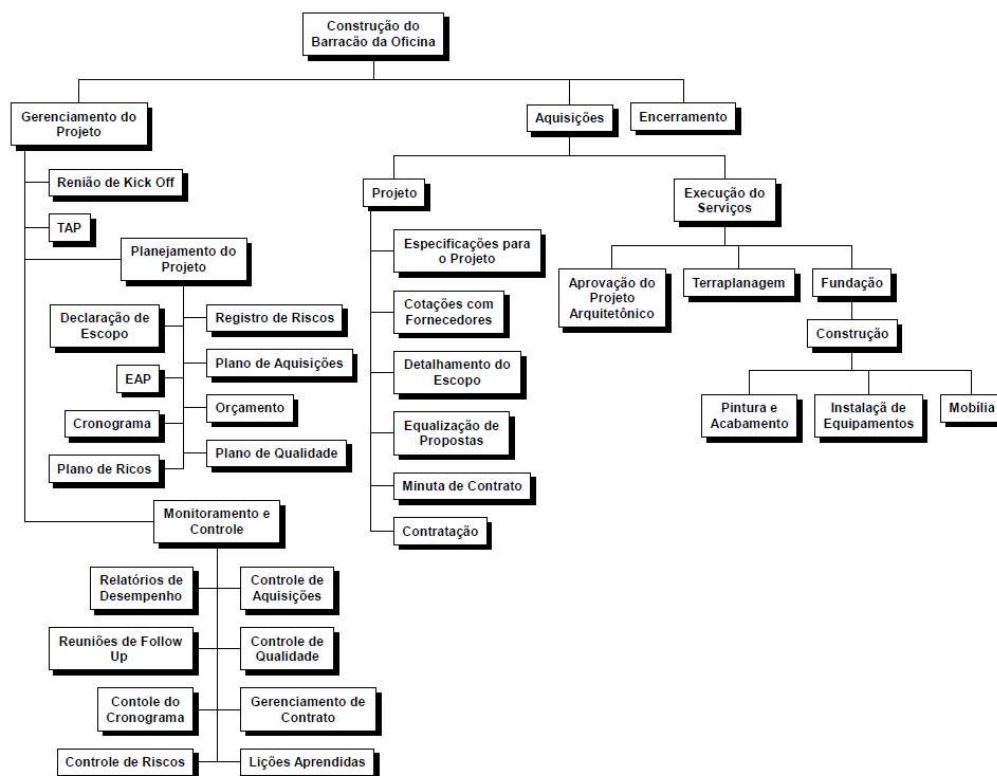 Construção do
Barracão da Oficina
Gerenciamento do
Projeto
Aquisições
Encerramento
Renião de Kick Off
TAP
Planejamento do
Projeto
Declaração de
Escopo
Registro de Riscos
EAP
Plano de Aquisições
Cronograma
Orçamento
Plano de Ricos
Plano de Qualidade
Monitoramento e
Controle
Relatórios de
Desempenho
Controle de
Aquisições
Reuniões de Follow
Up
Controle de
Qualidade
Contole do
Cronograma
Gerenciamento de
Contrato
Controle de Riscos
Lições Aprendidas
Projeto
Especificações para
o Projeto
Cotações com
Fornecedores
Detalhamento do
Escopo
Equalização de
Propostas
Minuta de Contrato
Contratação
Execução do
Serviços
Aprovação do
Projeto
Arquitetônico
Terraplanagem
Fundação
Construção
Pintura e
Acabamento
Instalaçã de
Equipamentos
Mobília